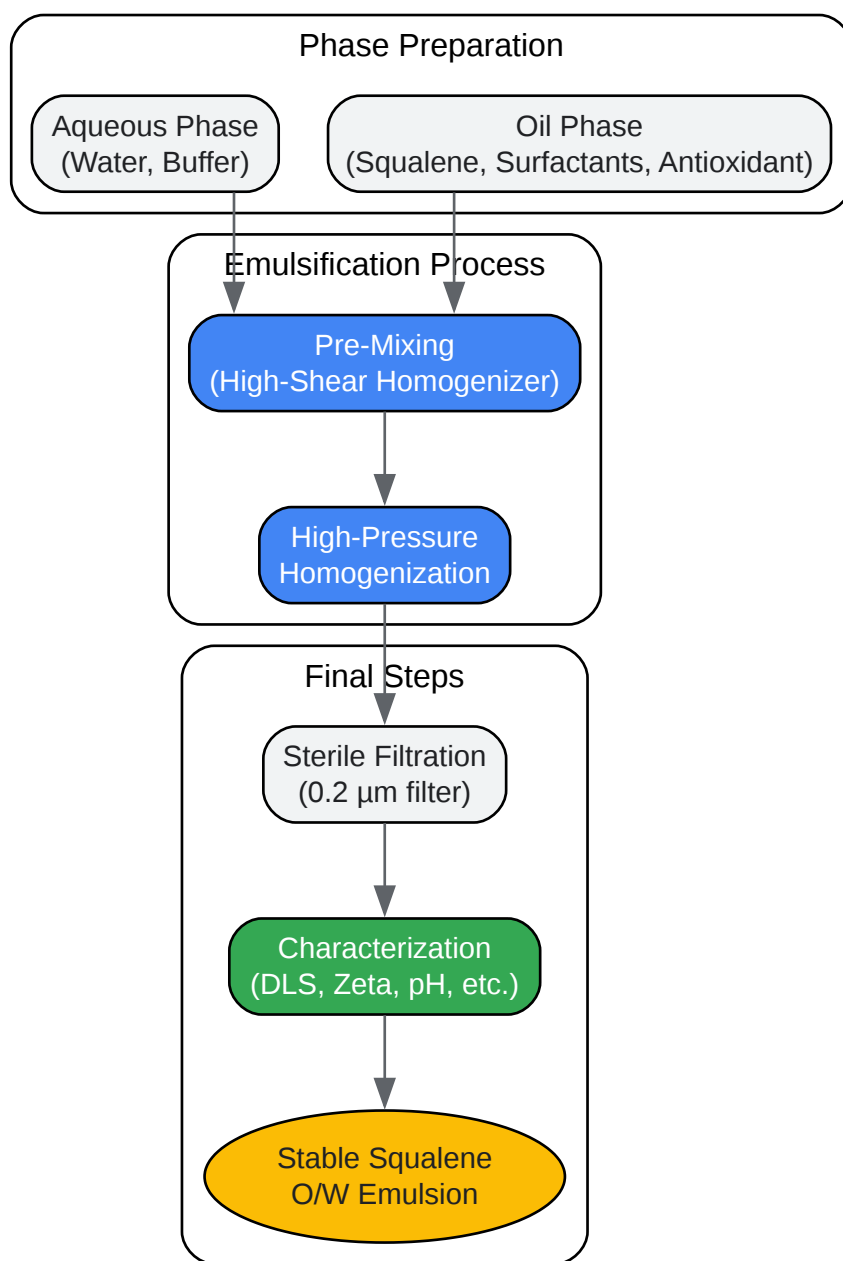 Phase Preparation
Aqueous Phase
(Water, Buffer)
Oil Phase
(Squalene, Surfactants, Antioxidant)
Emulsification Process
Pre-Mixing
(High-Shear Homogenizer)
High-Pressure
Homogenization
Final Steps
Sterile Filtration
(0.2 µm filter)
Characterization
(DLS, Zeta, pH, etc.)
Stable Squalene
O/W Emulsion